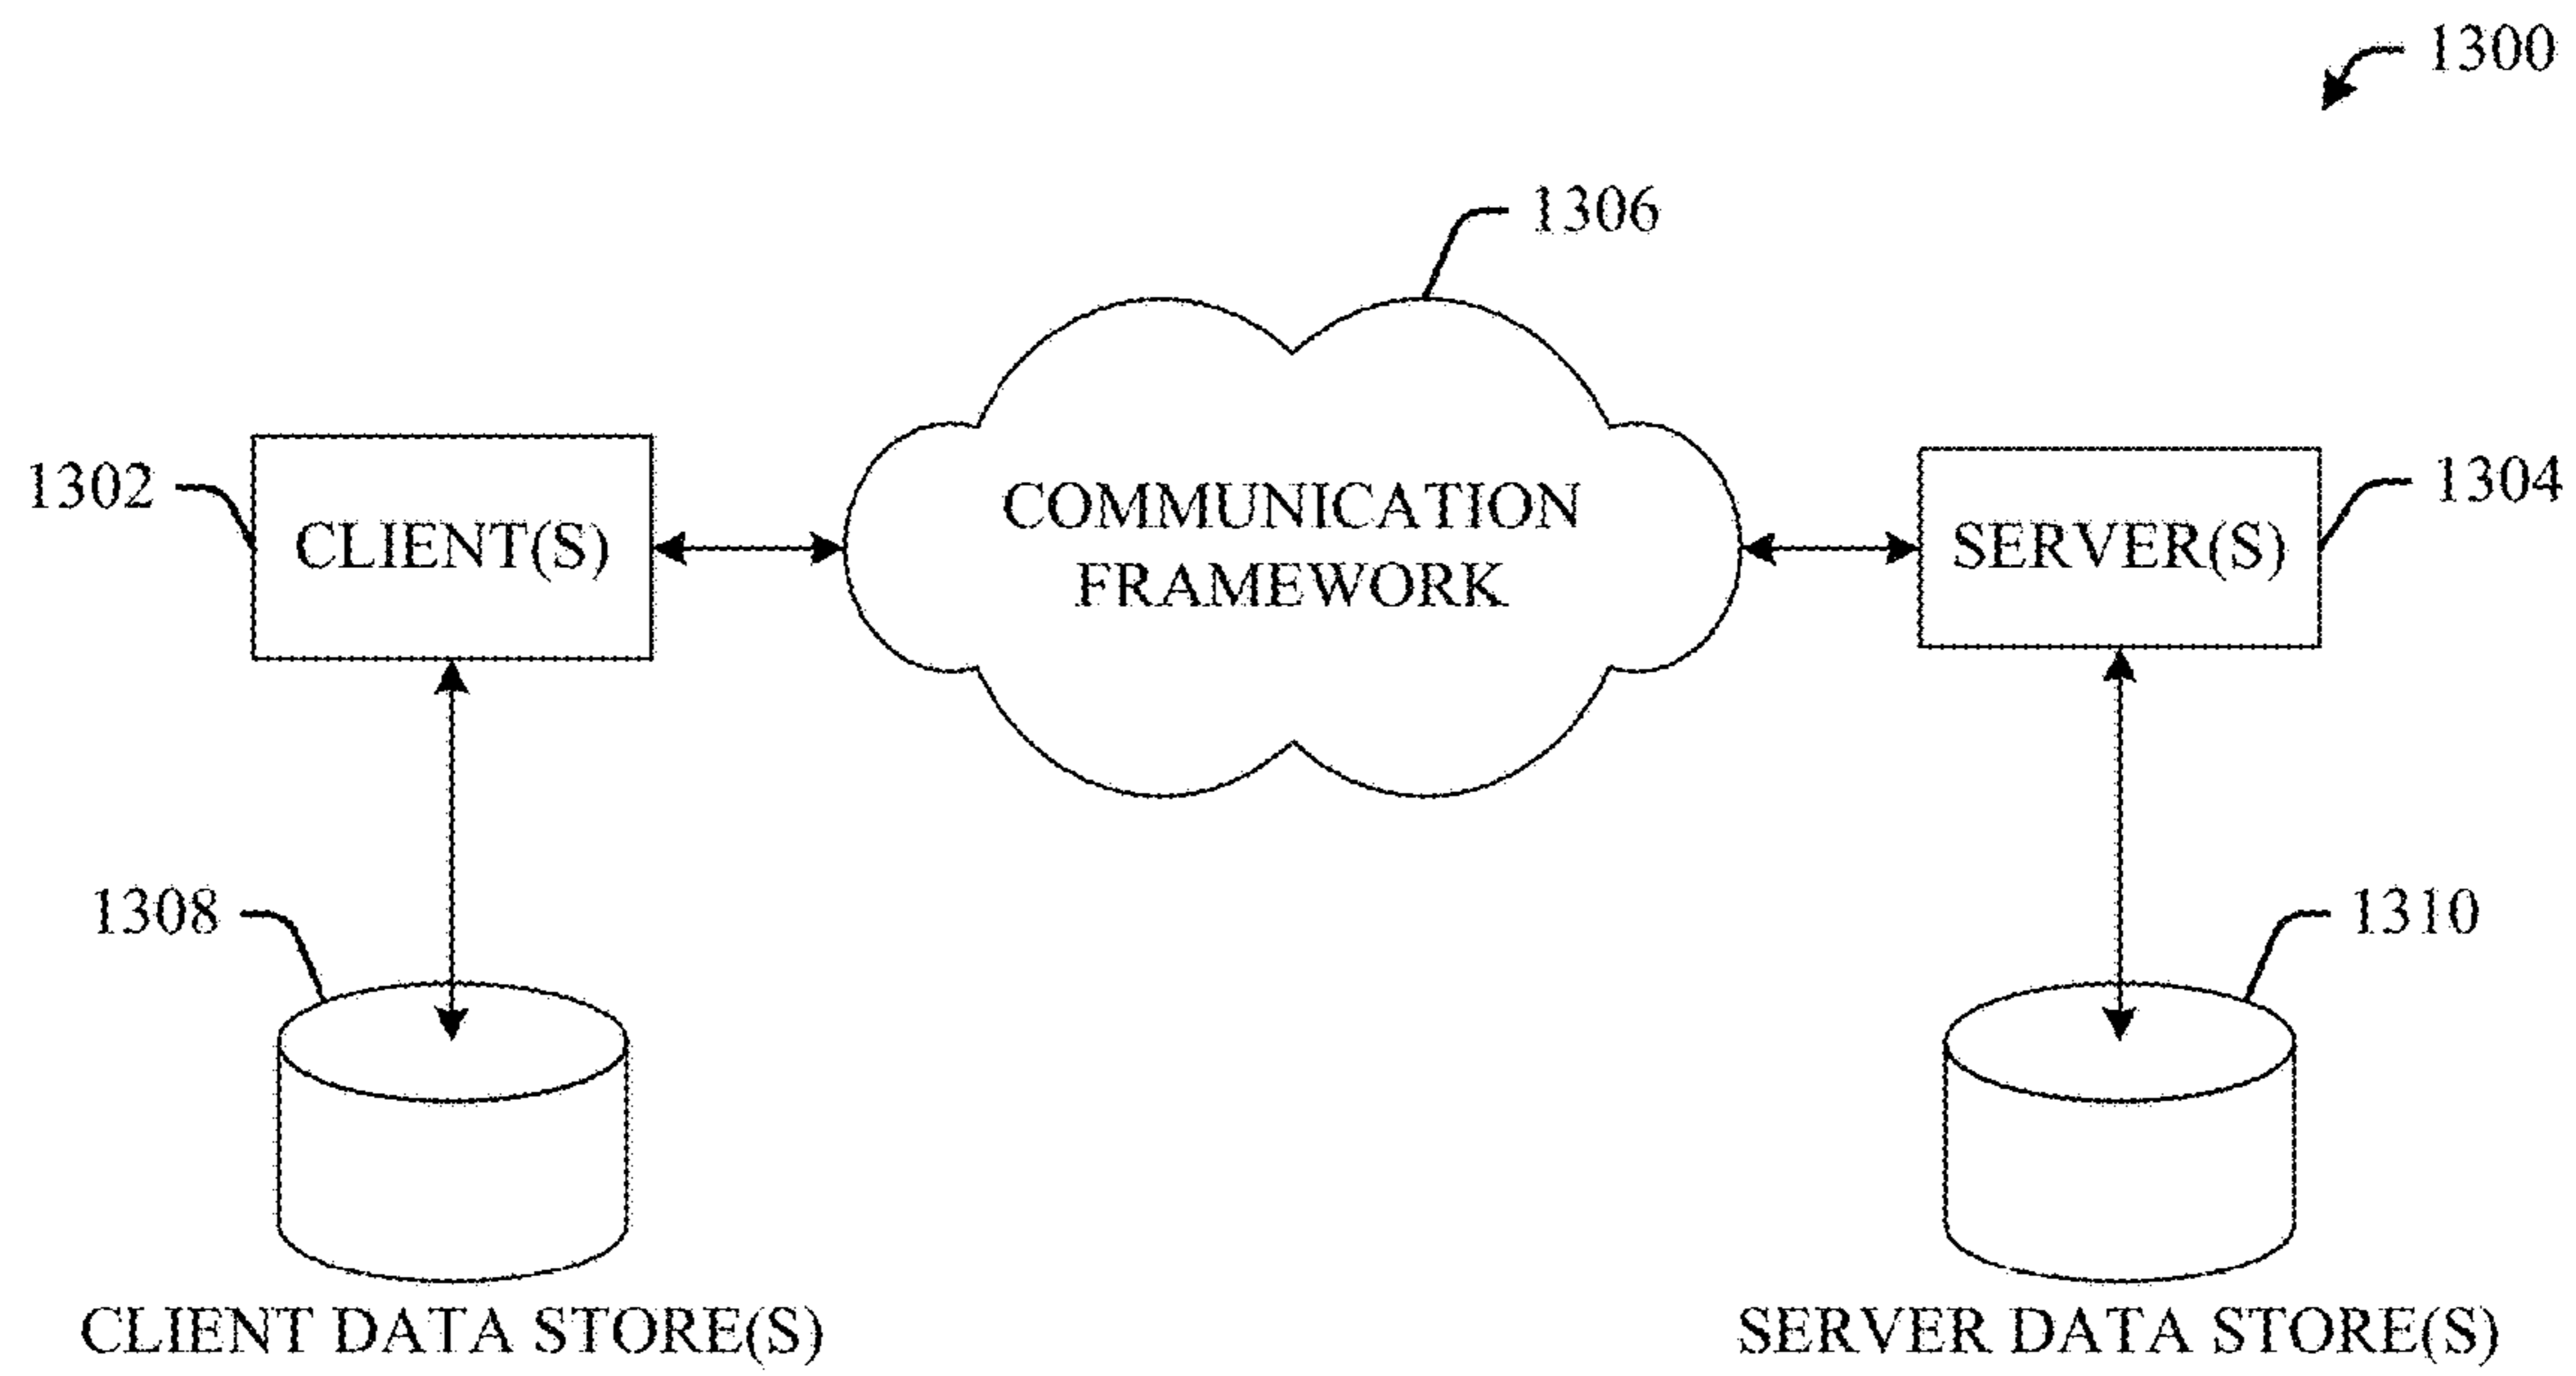 1300
1306
1302
CLIENT(S)
COMMUNICATION
FRAMEWORK
SERVER(S)
1304
1308
1310
CLIENT DATA STORE(S)
SERVER DATA STORE(S)